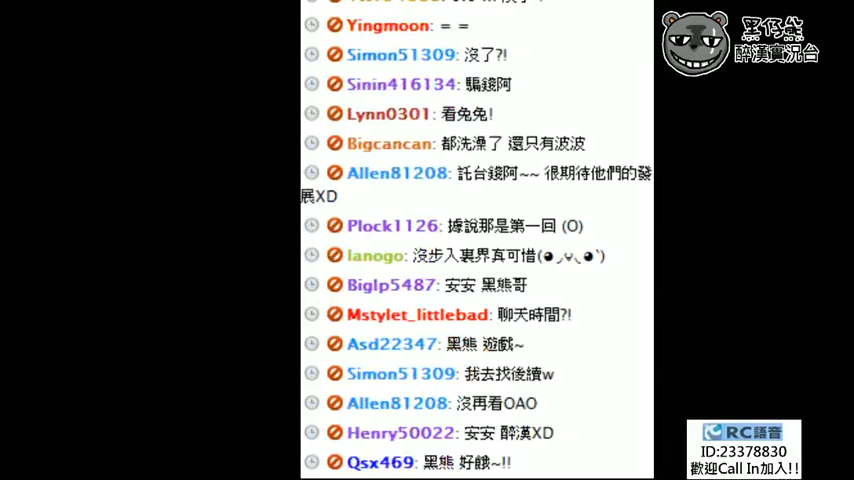 Yingmoon: = =
Simon51309: 沒了?!
Sinin416134: 騙錢阿
Lynn0301: 看兔兔!
Bigcancan: 都洗澡了 還只有波波
Allen81208: 託台錢阿~~ 很期待他們的發
展XD
Plock1126: 據說那是第一回 (O)
Ianogo: 沒步入裏界真可惜(◕◞౪◟◕‵)
Biglp5487: 安安 黑熊哥
Mstylet_littlebad: 聊天時間?!
Asd22347: 黑熊 遊戲~
Simon51309: 我去找後續w
Allen81208: 沒再看OAO
Henry50022: 安安 醉漢XD
Qsx469: 黑熊 好餓~!!
黑仔熊
醉漢實況台
RC語音
ID:23378830
歡迎Call In加入!!